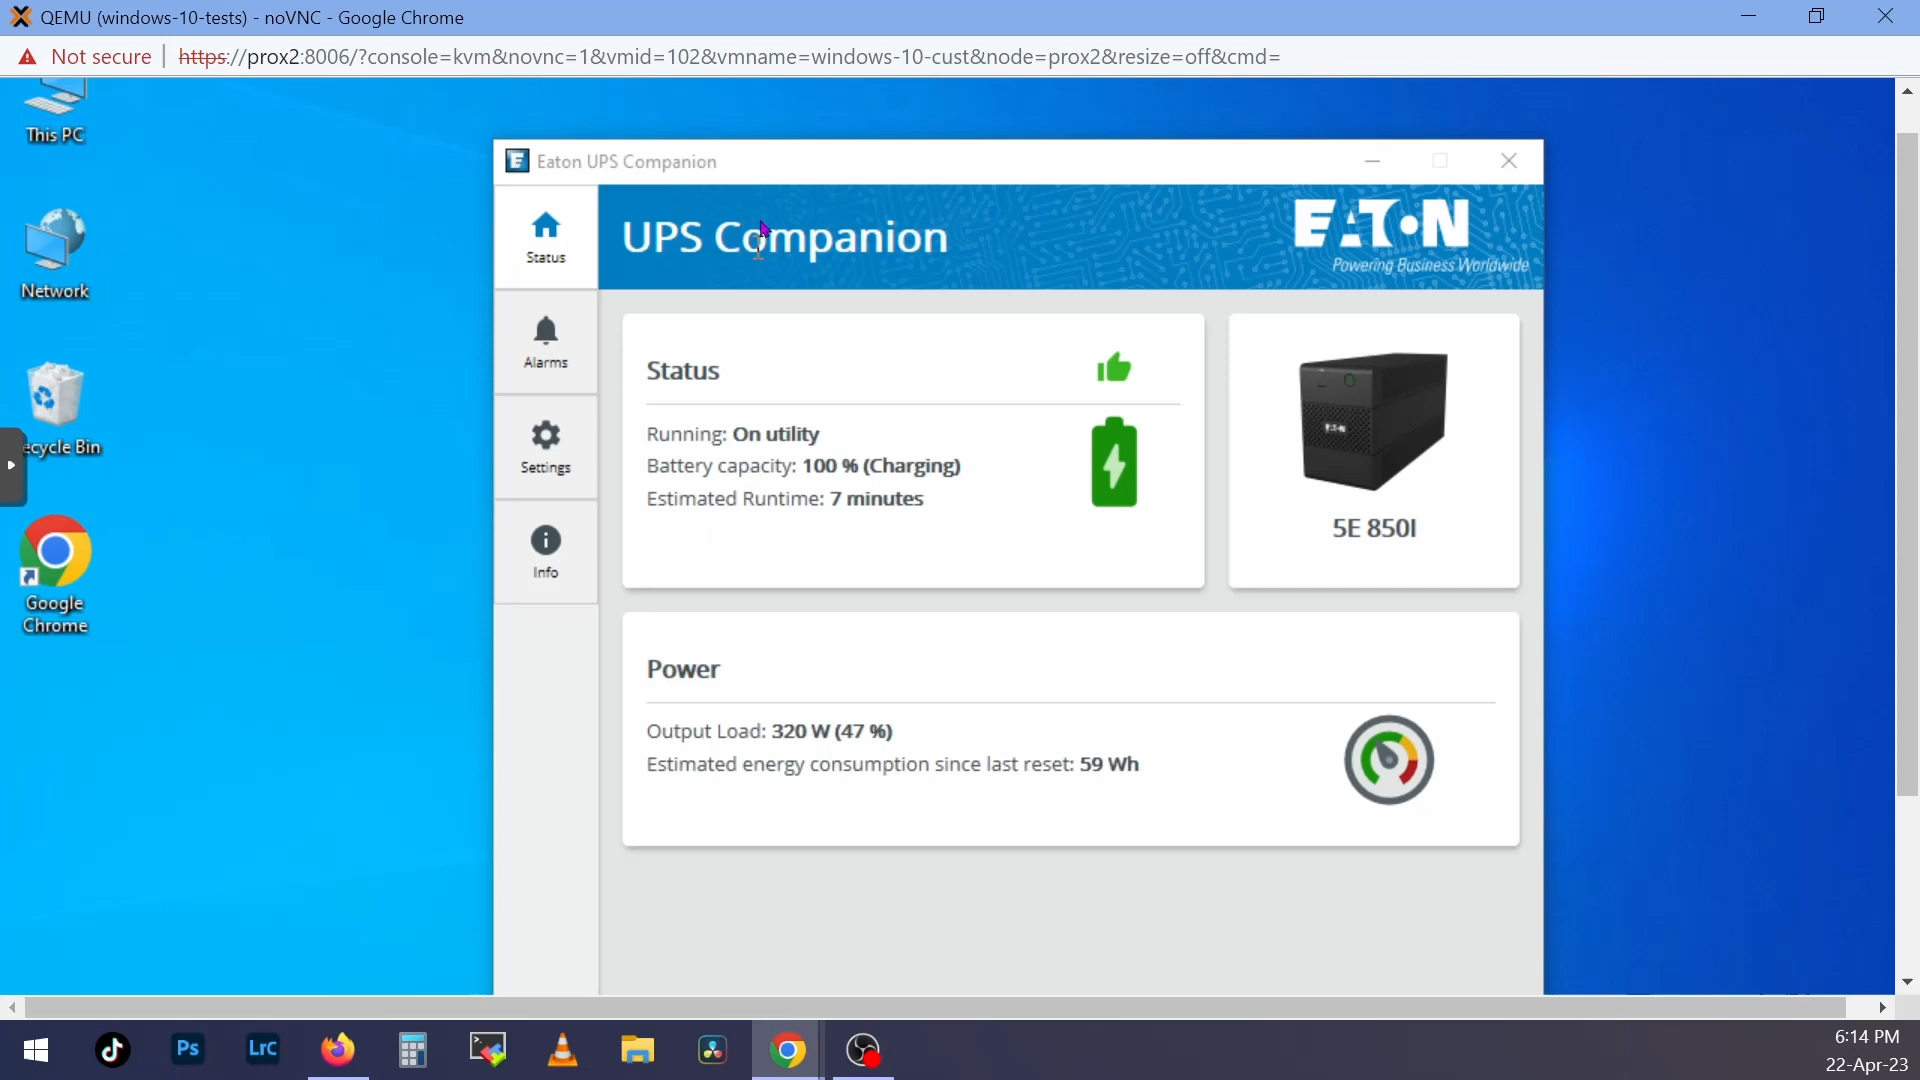 QEMU (windows-10-tests) - noVNC - Google Chrome
Not secure
https://prox2:8006/?console=kvm&novnc=1&vmid=102&vmname=windows-10-cust&node=prox2&resize=off&cmd=
This PC
Network
ecycle Bin
Google
Chrome
Eaton UPS Companion
Status
Alarms
Settings
Info
UPS Companion
EATON
Powering Business Worldwide
Status
Running: On utility
Battery capacity: 100 % (Charging)
Estimated Runtime: 7 minutes
EATON
5E 850I
Power
Output Load: 320 W (47 %)
Estimated energy consumption since last reset: 59 Wh
Ps
LrC
6:14 PM
22-Apr-23